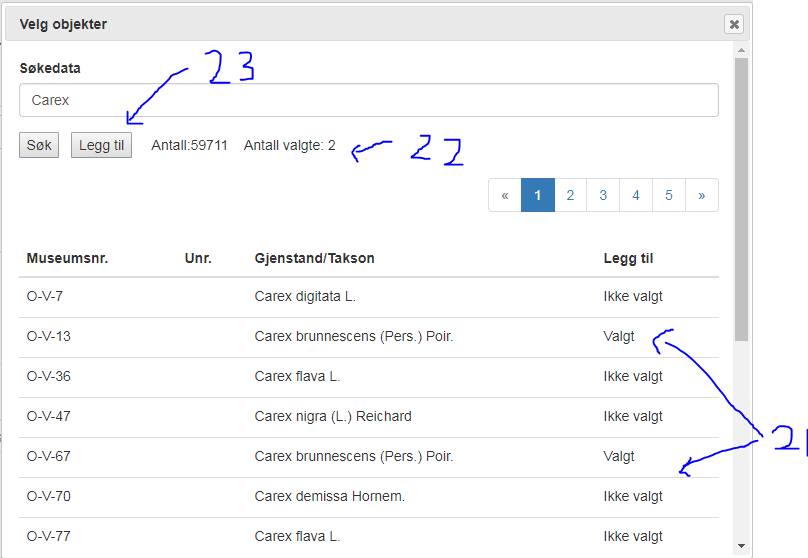 Velg objekter
Søkedata
23
Carex
Søk Legg til Antall:59711 Antall valgte: 2
22
« 1 2 3 4 5 »
Museumsnr. Unr. Gjenstand/Takson Legg til
O-V-7 Carex digitata L. Ikke valgt
O-V-13 Carex brunnescens (Pers.) Poir. Valgt
O-V-36 Carex flava L. Ikke valgt
O-V-47 Carex nigra (L.) Reichard Ikke valgt
21
O-V-67 Carex brunnescens (Pers.) Poir. Valgt
O-V-70 Carex demissa Hornem. Ikke valgt
O-V-77 Carex flava L. Ikke valgt